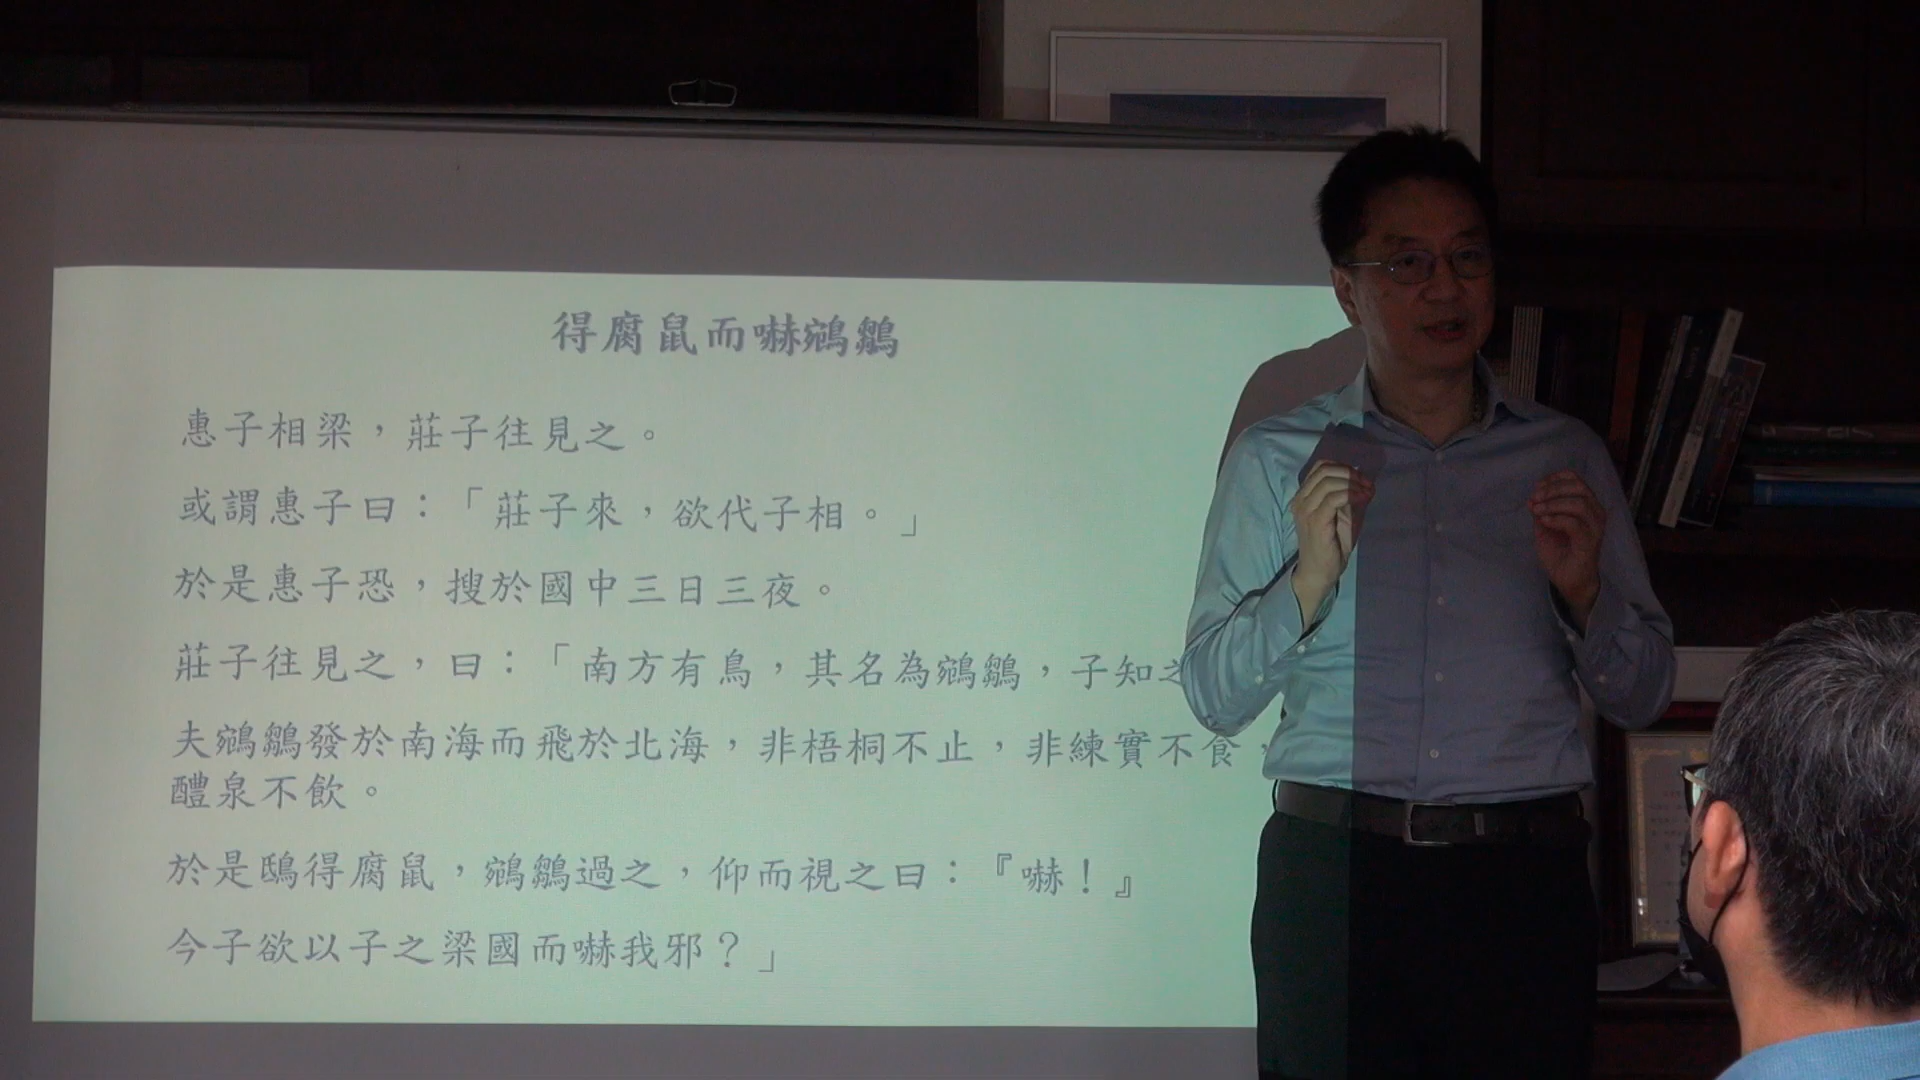 得腐鼠而嚇鵷鶵
惠子相梁，莊子往見之。
或謂惠子曰：「莊子來，欲代子相。」
於是惠子恐，搜於國中三日三夜。
莊子往見之，曰：「南方有鳥，其名為鵷鶵，子知之
夫鵷鶵發於南海而飛於北海，非梧桐不止，非練實不食，
醴泉不飲。
於是鴟得腐鼠，鵷鶵過之，仰而視之曰：『嚇！』
今子欲以子之梁國而嚇我邪？」